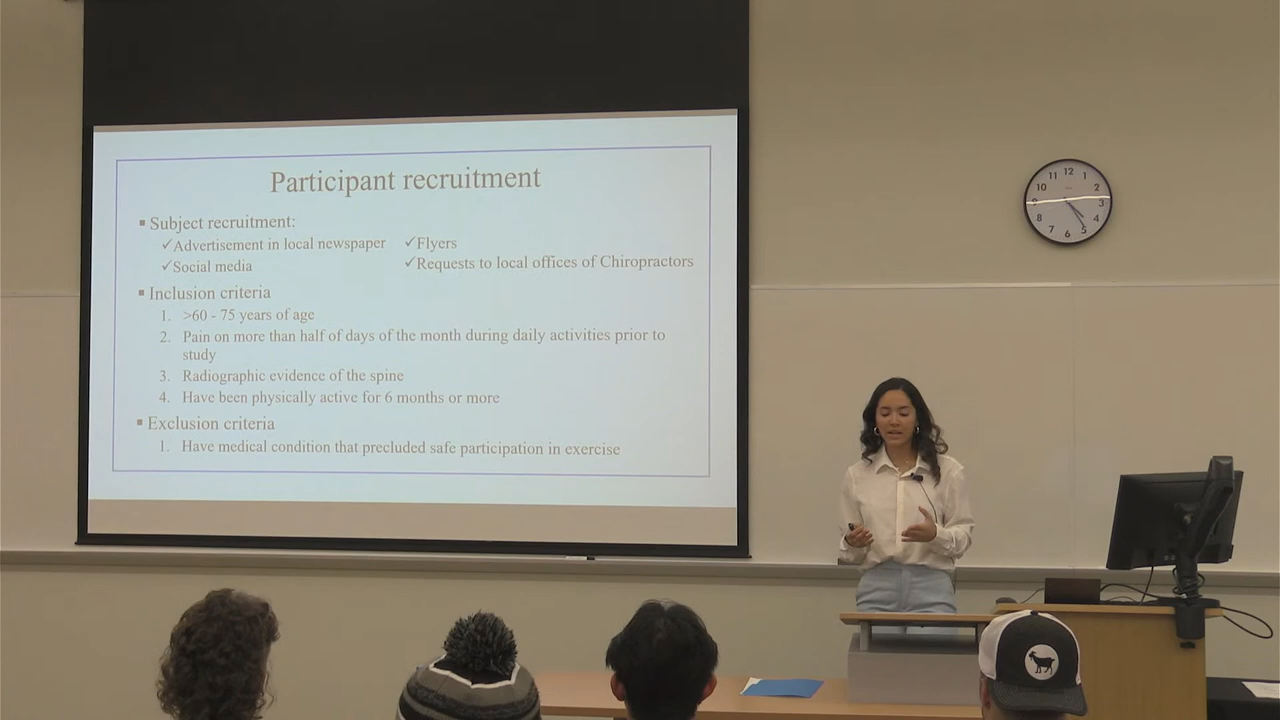 Participant recruitment
▪ Subject recruitment:
✓Advertisement in local newspaper ✓Flyers
✓Social media ✓Requests to local offices of Chiropractors
▪ Inclusion criteria
1. >60 - 75 years of age
2. Pain on more than half of days of the month during daily activities prior to
study
3. Radiographic evidence of the spine
4. Have been physically active for 6 months or more
▪ Exclusion criteria
1. Have medical condition that precluded safe participation in exercise
12
11 1
10 2
9 3
8 4
7 5
6